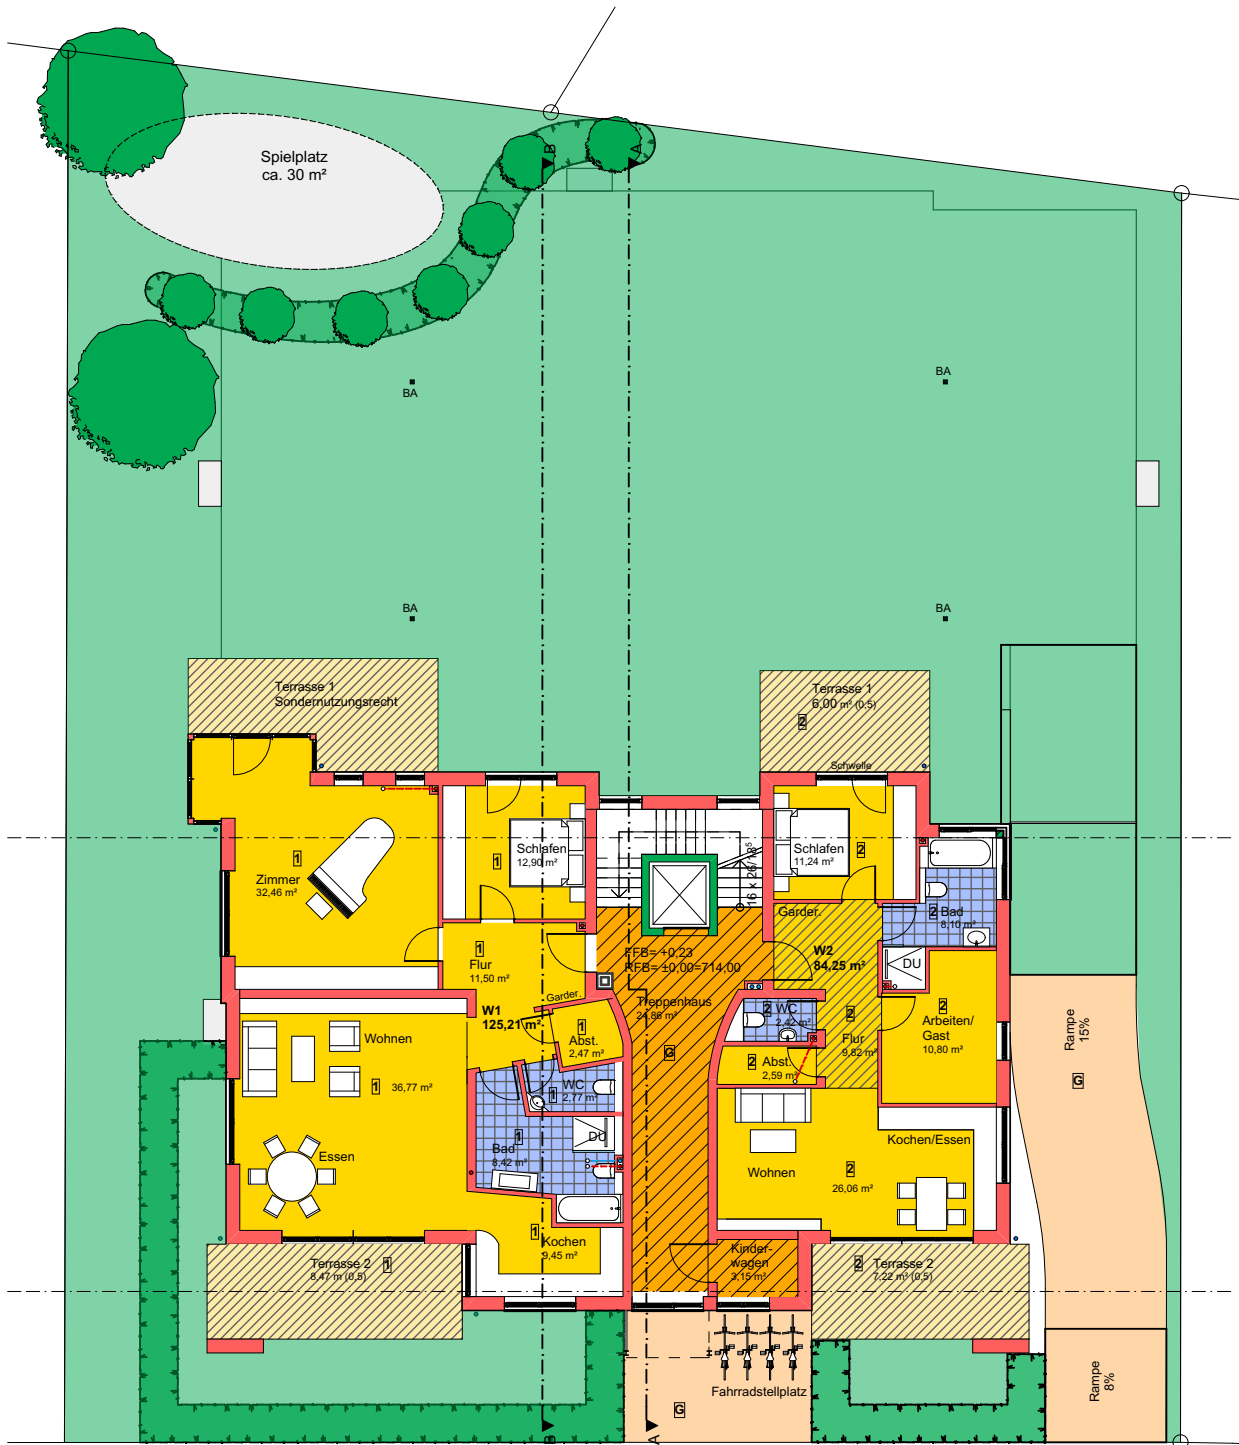 B
A
Spielplatz
ca. 30 m²
BA
BA
BA
BA
Terrasse 1
Sondernutzungsrecht
Terrasse 1
6,00 m² (0,5)
2
Schwelle
1
Zimmer
32,46 m²
1
Schlafen
12,90 m²
16 x 26/18⁵
Schlafen
11,24 m²
2
Garder.
2
Bad
8,10 m²
1
Flur
11,50 m²
FFB= +0,23
RFB= ±0,00=714,00
W2
84,25 m²
DU
Garder.
Treppenhaus
24,86 m²
W1
125,21 m²
2
WC
2,42 m²
2
Flur
9,82 m²
2
Arbeiten/
Gast
10,80 m²
Rampe
15%
G
1
Abst.
2,47 m²
G
2
Abst.
2,59 m²
Wohnen
1
36,77 m²
1
WC
2,77 m²
Essen
1
Bad
8,42 m²
DU
Kochen/Essen
Wohnen
2
26,06 m²
1
Kochen
9,45 m²
Kinder-
wagen
3,15 m²
Terrasse 2
8,47 m (0,5)
1
2
Terrasse 2
7,22 m² (0,5)
Fahrradstellplatz
G
Rampe
8%
B
A